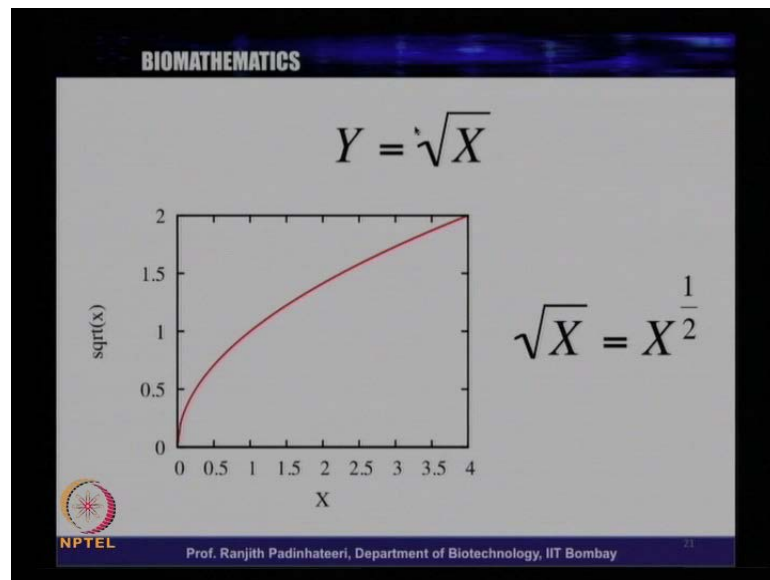 BIOMATHEMATICS
Y = √X
2
1.5
1
0.5
0
sqrt(x)
0 0.5 1 1.5 2 2.5 3 3.5 4
X
√X = X^{1/2}
NPTEL
Prof. Ranjith Padinhateeri, Department of Biotechnology, IIT Bombay
21